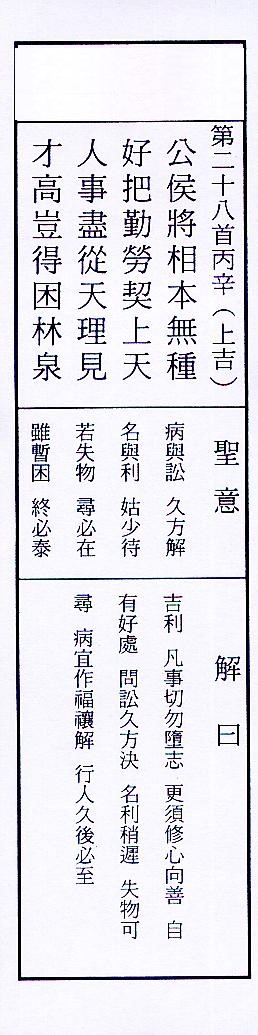 第二十八首丙辛（上吉）
公侯將相本無種
好把勤勞契上天
人事盡從天理見
才高豈得困林泉
聖意
病與訟 久方解
名與利 姑少待
若失物 尋必在
雖暫困 終必泰
解曰
吉利 凡事切勿墮志 更須修心向善 自
有好處 問訟久方決 名利稍遲 失物可
尋 病宜作福禳解 行人久後必至